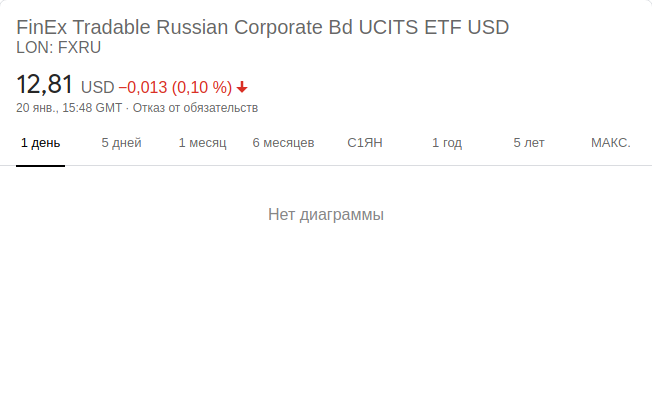 FinEx Tradable Russian Corporate Bd UCITS ETF USD
LON: FXRU
12,81 USD −0,013 (0,10 %)
20 янв., 15:48 GMT · Отказ от обязательств
1 день 5 дней 1 месяц 6 месяцев С1ЯН 1 год 5 лет МАКС.
Нет диаграммы